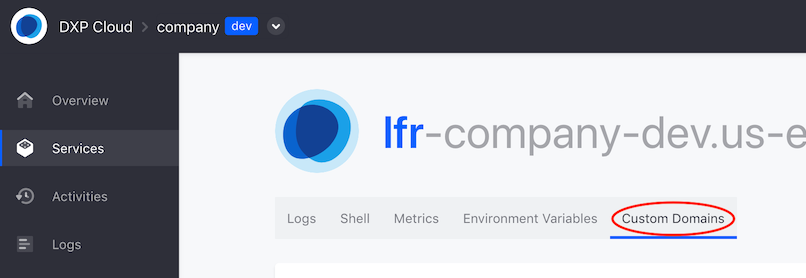 DXP Cloud > company dev
Overview
Services
Activities
Logs
lfr-company-dev.us-e
Logs Shell Metrics Environment Variables Custom Domains